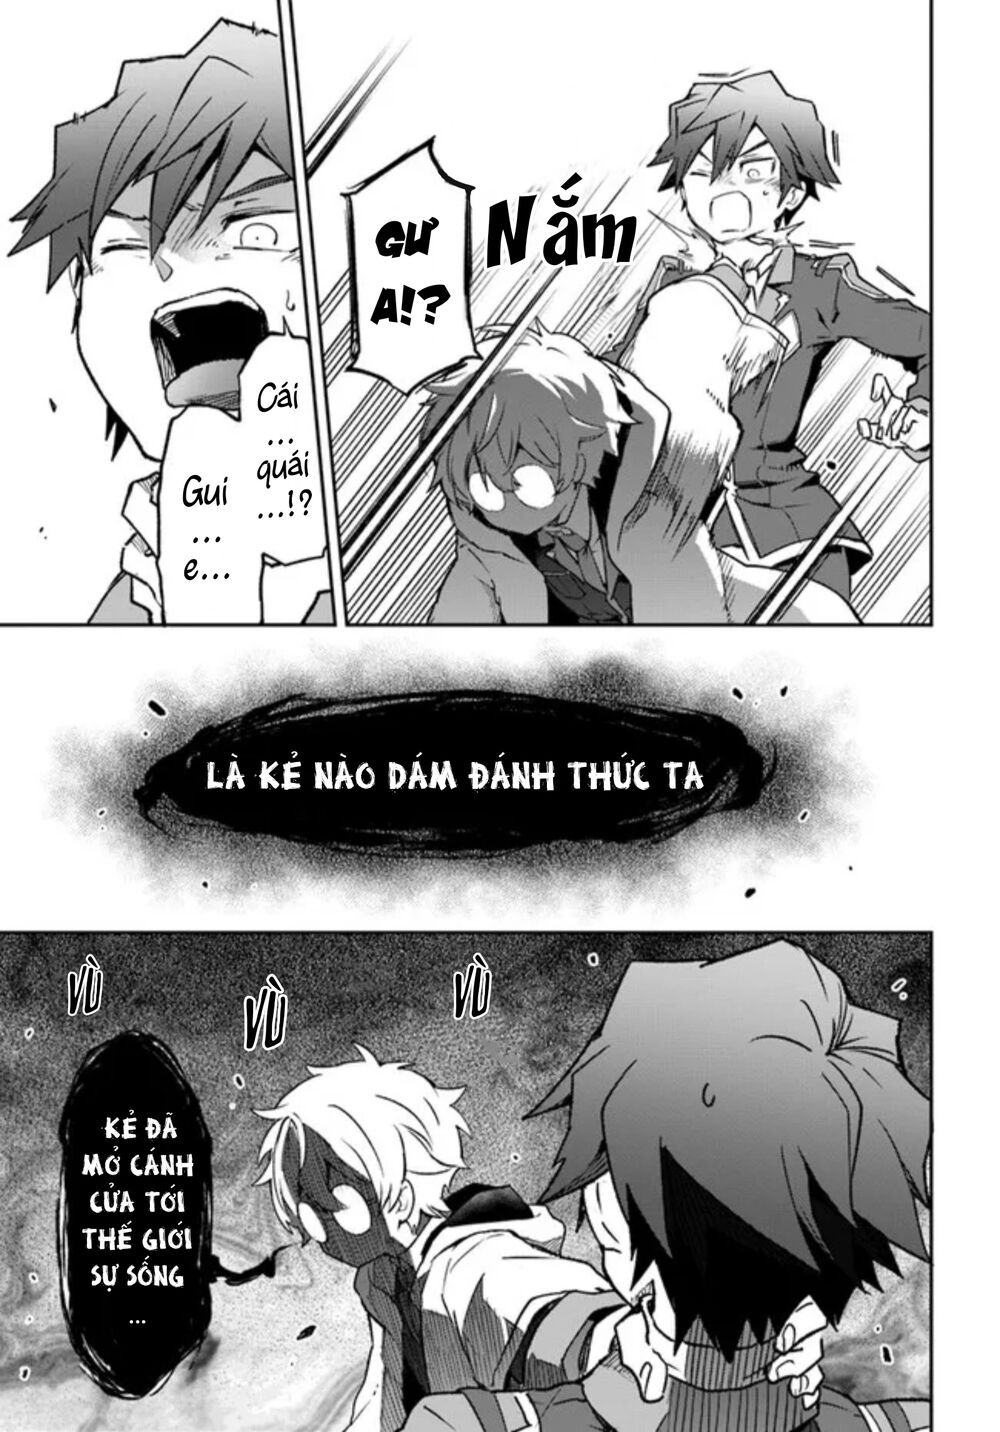 Nắm
GƯ
A!?
Cái
...
quái
...!?
Gui
...
e...
LÀ KẺ NÀO DÁM ĐÁNH THỨC TA
VÙ
VÙ
VÙ
KẺ ĐÃ
MỞ CÁNH
CỬA TỚI
THẾ GIỚI
SỰ SỐNG
...